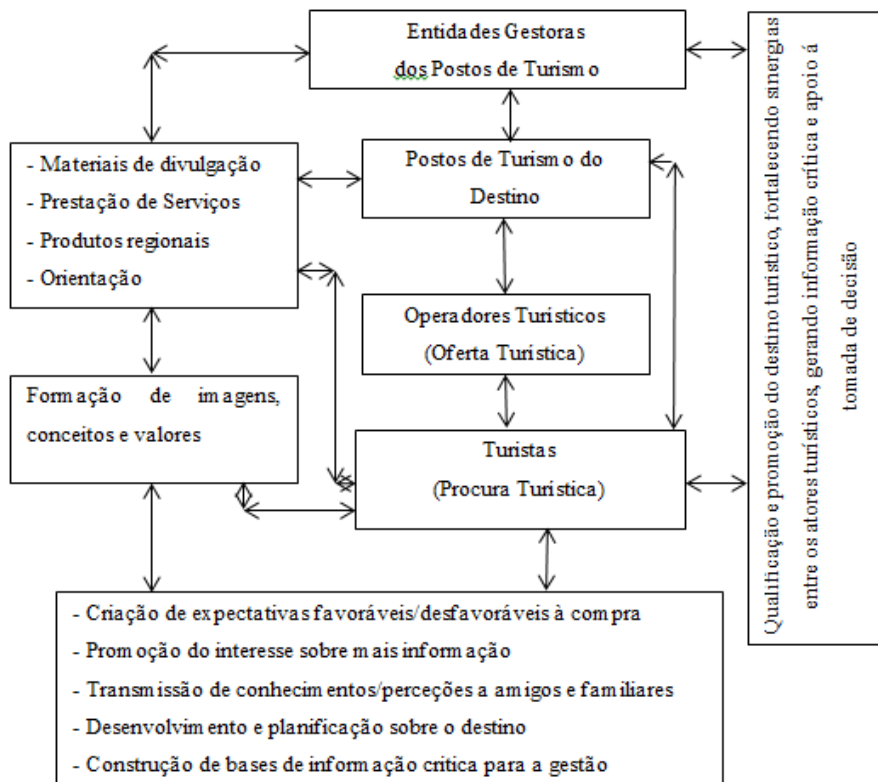 Entidades Gestoras
dos Postos de Turismo
- Materiais de divulgação
- Prestação de Serviços
- Produtos regionais
- Orientação
Postos de Turismo do
Destino
Operadores Turísticos
(Oferta Turística)
Formação de imagens,
conceitos e valores
Turistas
(Procura Turística)
- Criação de expectativas favoráveis/desfavoráveis à compra
- Promoção do interesse sobre mais informação
- Transmissão de conhecimentos/perceções a amigos e familiares
- Desenvolvimento e planificação sobre o destino
- Construção de bases de informação critica para a gestão
Qualificação e promoção do destino turístico, fortalecendo sinergias
entre os atores turísticos, gerando informação crítica e apoio á
tomada de decisão